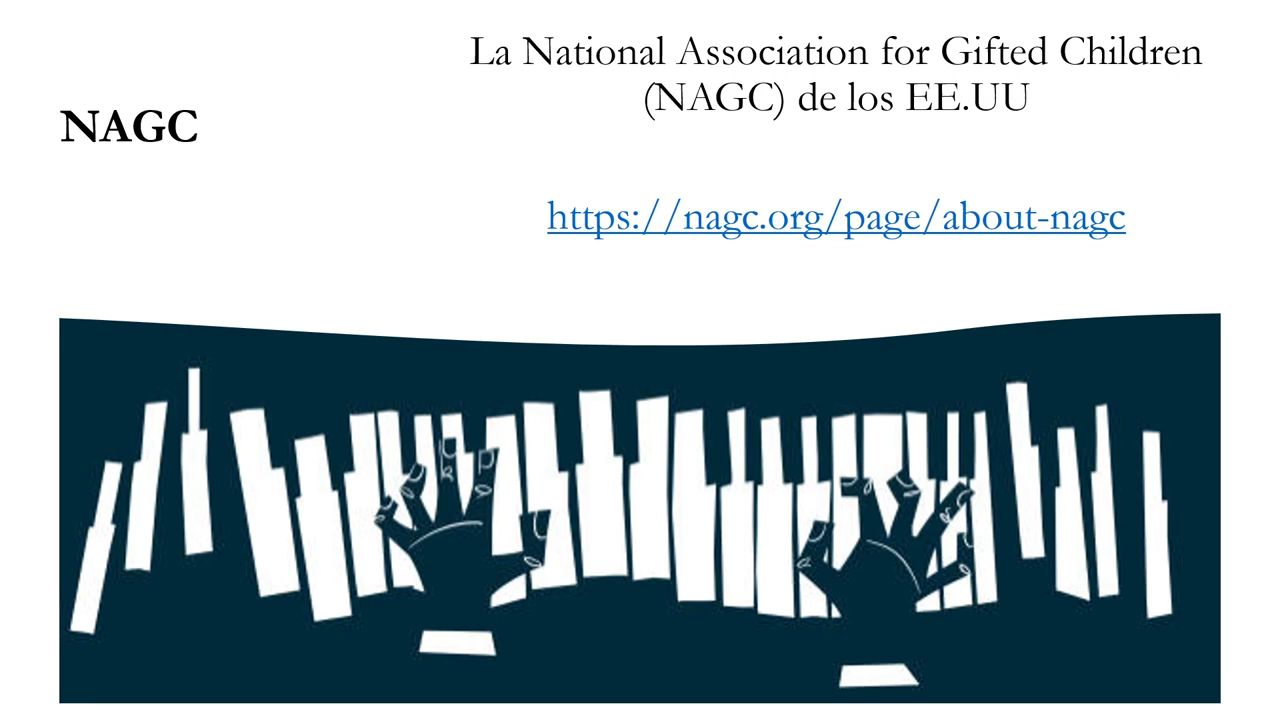 NAGC
La National Association for Gifted Children
(NAGC) de los EE.UU
https://nagc.org/page/about-nagc